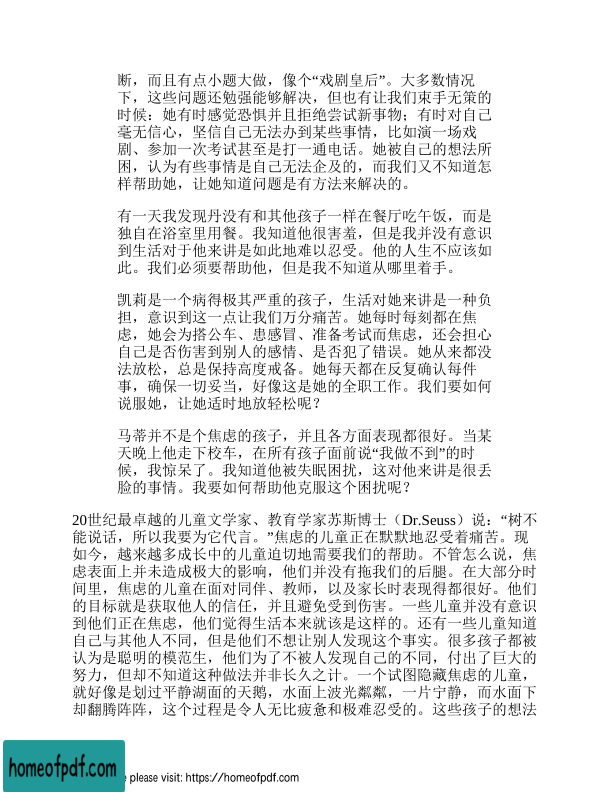 断，而且有点小题大做，像个“戏剧皇后”。大多数情况
下，这些问题还勉强能够解决，但也有让我们束手无策的
时候：她有时感觉恐惧并且拒绝尝试新事物；有时对自己
毫无信心，坚信自己无法办到某些事情，比如演一场戏
剧、参加一次考试甚至是打一通电话。她被自己的想法所
困，认为有些事情是自己无法企及的，而我们又不知道怎
样帮助她，让她知道问题是有方法来解决的。
有一天我发现丹没有和其他孩子一样在餐厅吃午饭，而是
独自在浴室里用餐。我知道他很害羞，但是我并没有意识
到生活对于他来讲是如此地难以忍受。他的人生不应该如
此。我们必须要帮助他，但是我不知道从哪里着手。
凯莉是一个病得极其严重的孩子，生活对她来讲是一种负
担，意识到这一点让我们万分痛苦。她每时每刻都在焦
虑，她会为搭公车、患感冒、准备考试而焦虑，还会担心
自己是否伤害到别人的感情、是否犯了错误。她从来都没
法放松，总是保持高度戒备。她每天都在反复确认每件
事，确保一切妥当，好像这是她的全职工作。我们要如何
说服她，让她适时地放轻松呢？
马蒂并不是个焦虑的孩子，并且各方面表现都很好。当某
天晚上他走下校车，在所有孩子面前说“我做不到”的时
候，我惊呆了。我知道他被失眠困扰，这对他来讲是很丢
脸的事情。我要如何帮助他克服这个困扰呢？
20世纪最卓越的儿童文学家、教育学家苏斯博士（Dr.Seuss）说：“树不
能说话，所以我要为它代言。”焦虑的儿童正在默默地忍受着痛苦。现
如今，越来越多成长中的儿童迫切地需要我们的帮助。不管怎么说，焦
虑表面上并未造成极大的影响，他们并没有拖我们的后腿。在大部分时
间里，焦虑的儿童在面对同伴、教师，以及家长时表现得都很好。他们
的目标就是获取他人的信任，并且避免受到伤害。一些儿童并没有意识
到他们正在焦虑，他们觉得生活本来就该是这样的。还有一些儿童知道
自己与其他人不同，但是他们不想让别人发现这个事实。很多孩子都被
认为是聪明的模范生，他们为了不被人发现自己的不同，付出了巨大的
努力，但却不知道这种做法并非长久之计。一个试图隐藏焦虑的儿童，
就好像是划过平静湖面的天鹅，水面上波光粼粼，一片宁静，而水面下
却翻腾阵阵，这个过程是令人无比疲惫和极难忍受的。这些孩子的想法
homeofpdf.com
please visit: https://homeofpdf.com